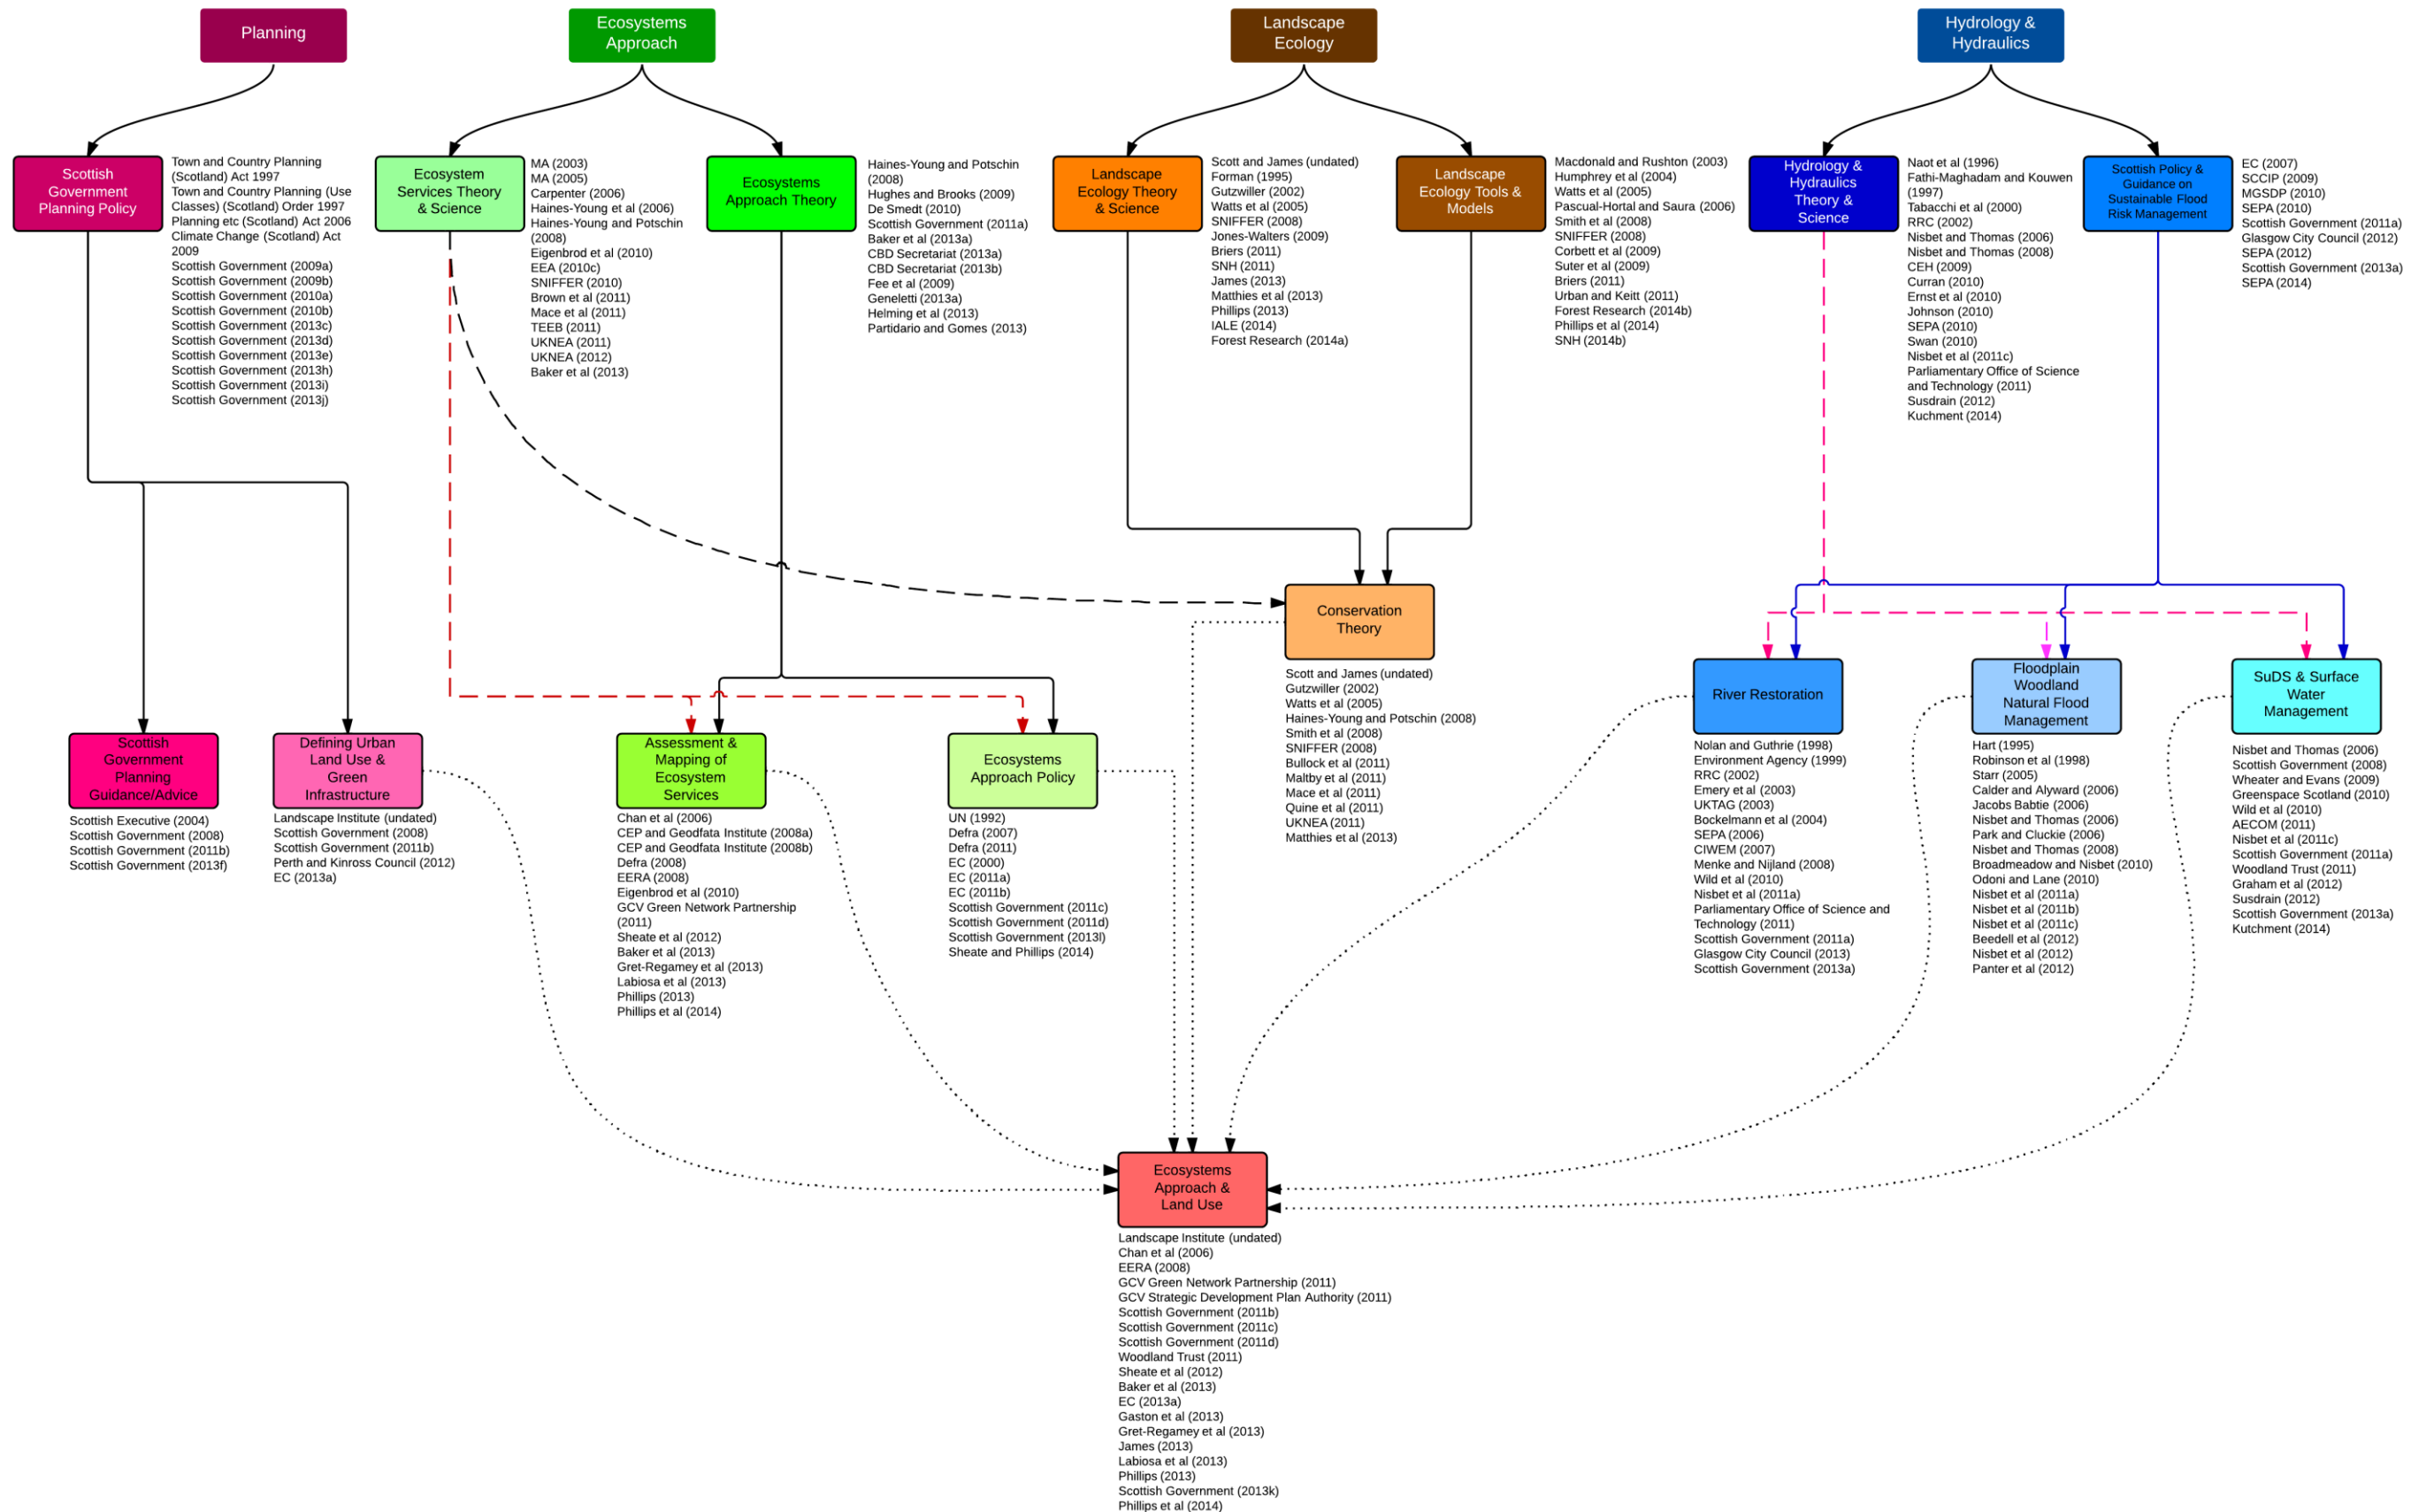 Planning
Ecosystems
Approach
Landscape
Ecology
Hydrology &
Hydraulics
Scottish
Government
Planning Policy
Town and Country Planning
(Scotland) Act 1997
Town and Country Planning (Use
Classes) (Scotland) Order 1997
Planning etc (Scotland) Act 2006
Climate Change (Scotland) Act
2009
Scottish Government (2009a)
Scottish Government (2009b)
Scottish Government (2010a)
Scottish Government (2010b)
Scottish Government (2013c)
Scottish Government (2013d)
Scottish Government (2013e)
Scottish Government (2013h)
Scottish Government (2013i)
Scottish Government (2013j)
Ecosystem
Services Theory
& Science
MA (2003)
MA (2005)
Carpenter (2006)
Haines-Young et al (2006)
Haines-Young and Potschin
(2008)
Eigenbrod et al (2010)
EEA (2010c)
SNIFFER (2010)
Brown et al (2011)
Mace et al (2011)
TEEB (2011)
UKNEA (2011)
UKNEA (2012)
Baker et al (2013)
Ecosystems
Approach Theory
Haines-Young and Potschin
(2008)
Hughes and Brooks (2009)
De Smedt (2010)
Scottish Government (2011a)
Baker et al (2013a)
CBD Secretariat (2013a)
CBD Secretariat (2013b)
Fee et al (2009)
Geneletti (2013a)
Helming et al (2013)
Partidario and Gomes (2013)
Landscape
Ecology Theory
& Science
Scott and James (undated)
Forman (1995)
Gutzwiller (2002)
Watts et al (2005)
SNIFFER (2008)
Jones-Walters (2009)
Briers (2011)
SNH (2011)
James (2013)
Matthies et al (2013)
Phillips (2013)
IALE (2014)
Forest Research (2014a)
Landscape
Ecology Tools &
Models
Macdonald and Rushton (2003)
Humphrey et al (2004)
Watts et al (2005)
Pascual-Hortal and Saura (2006)
Smith et al (2008)
SNIFFER (2008)
Corbett et al (2009)
Suter et al (2009)
Briers (2011)
Urban and Keitt (2011)
Forest Research (2014b)
Phillips et al (2014)
SNH (2014b)
Hydrology &
Hydraulics
Theory &
Science
Naot et al (1996)
Fathi-Maghadam and Kouwen
(1997)
Tabacchi et al (2000)
RRC (2002)
Nisbet and Thomas (2006)
Nisbet and Thomas (2008)
CEH (2009)
Curran (2010)
Ernst et al (2010)
Johnson (2010)
SEPA (2010)
Swan (2010)
Nisbet et al (2011c)
Parliamentary Office of Science
and Technology (2011)
Susdrain (2012)
Kuchment (2014)
Scottish Policy &
Guidance on
Sustainable Flood
Risk Management
EC (2007)
SCCIP (2009)
MGSDP (2010)
SEPA (2010)
Scottish Government (2011a)
Glasgow City Council (2012)
SEPA (2012)
Scottish Government (2013a)
SEPA (2014)
Conservation
Theory
Scott and James (undated)
Gutzwiller (2002)
Watts et al (2005)
Haines-Young and Potschin (2008)
Smith et al (2008)
SNIFFER (2008)
Bullock et al (2011)
Maltby et al (2011)
Mace et al (2011)
Quine et al (2011)
UKNEA (2011)
Matthies et al (2013)
Scottish
Government
Planning
Guidance/Advice
Scottish Executive (2004)
Scottish Government (2008)
Scottish Government (2011b)
Scottish Government (2013f)
Defining Urban
Land Use &
Green
Infrastructure
Landscape Institute (undated)
Scottish Government (2008)
Scottish Government (2011b)
Perth and Kinross Council (2012)
EC (2013a)
Assessment &
Mapping of
Ecosystem
Services
Chan et al (2006)
CEP and Geodfata Institute (2008a)
CEP and Geodfata Institute (2008b)
Defra (2008)
EERA (2008)
Eigenbrod et al (2010)
GCV Green Network Partnership
(2011)
Sheate et al (2012)
Baker et al (2013)
Gret-Regamey et al (2013)
Labiosa et al (2013)
Phillips (2013)
Phillips et al (2014)
Ecosystems
Approach Policy
UN (1992)
Defra (2007)
Defra (2011)
EC (2000)
EC (2011a)
EC (2011b)
Scottish Government (2011c)
Scottish Government (2011d)
Scottish Government (2013l)
Sheate and Phillips (2014)
River Restoration
Nolan and Guthrie (1998)
Environment Agency (1999)
RRC (2002)
Emery et al (2003)
UKTAG (2003)
Bockelmann et al (2004)
SEPA (2006)
CIWEM (2007)
Menke and Nijland (2008)
Wild et al (2010)
Nisbet et al (2011a)
Parliamentary Office of Science and
Technology (2011)
Scottish Government (2011a)
Glasgow City Council (2013)
Scottish Government (2013a)
Floodplain
Woodland
Natural Flood
Management
Hart (1995)
Robinson et al (1998)
Starr (2005)
Calder and Alyward (2006)
Jacobs Babtie (2006)
Nisbet and Thomas (2006)
Park and Cluckie (2006)
Nisbet and Thomas (2008)
Broadmeadow and Nisbet (2010)
Odoni and Lane (2010)
Nisbet et al (2011a)
Nisbet et al (2011b)
Nisbet et al (2011c)
Beedell et al (2012)
Nisbet et al (2012)
Panter et al (2012)
SuDS & Surface
Water
Management
Nisbet and Thomas (2006)
Scottish Government (2008)
Wheater and Evans (2009)
Greenspace Scotland (2010)
Wild et al (2010)
AECOM (2011)
Nisbet et al (2011c)
Scottish Government (2011a)
Woodland Trust (2011)
Graham et al (2012)
Susdrain (2012)
Scottish Government (2013a)
Kutchment (2014)
Ecosystems
Approach &
Land Use
Landscape Institute (undated)
Chan et al (2006)
EERA (2008)
GCV Green Network Partnership (2011)
GCV Strategic Development Plan Authority (2011)
Scottish Government (2011b)
Scottish Government (2011c)
Scottish Government (2011d)
Woodland Trust (2011)
Sheate et al (2012)
Baker et al (2013)
EC (2013a)
Gaston et al (2013)
Gret-Regamey et al (2013)
James (2013)
Labiosa et al (2013)
Phillips (2013)
Scottish Government (2013k)
Phillips et al (2014)